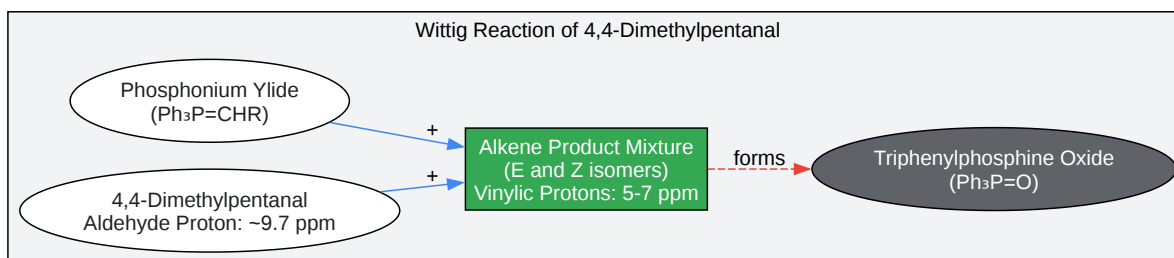 Wittig Reaction of 4,4-Dimethylpentanal
Phosphonium Ylide
(Ph₃P=CHR)
+
4,4-Dimethylpentanal
Aldehyde Proton: ~9.7 ppm
+
Alkene Product Mixture
(E and Z isomers)
Vinylic Protons: 5-7 ppm
forms
Triphenylphosphine Oxide
(Ph₃P=O)